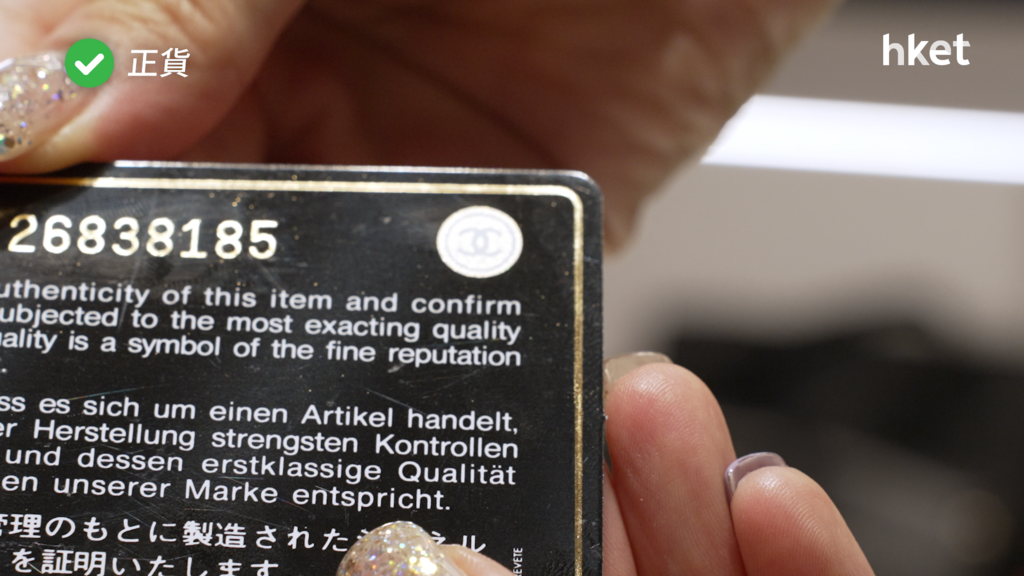 正貨
hket
26838185
uthenticity of this item and confirm
ubjected to the most exacting quality
ality is a symbol of the fine reputation
ss es sich um einen Artikel handelt,
er Herstellung strengsten Kontrollen
und dessen erstklassige Qualität
en unserer Marke entspricht.
管理のもとに製造された
を証明いたします